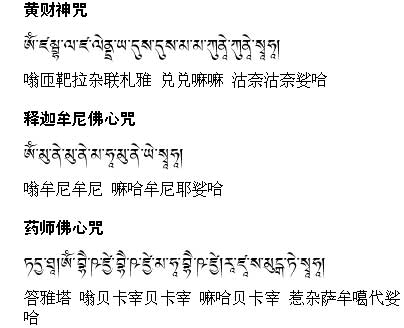 黄财神咒
ༀ་ཛམྦྷ་ལ་ཛ་ལེནྡྲ་ཡ་དྷས་དྷས་མ་མ་ཀུནྡེ་ཀུནྡེ་སྭཱཧཱ།
嗡匝靶拉杂联札雅 兑兑嘛嘛 沽奈沽奈娑哈
释迦牟尼佛心咒
ༀ་མུ་ནེ་མུ་ནེ་མ་ཧཱ་མུ་ནེ་ཡེ་སྭཱཧཱ།
嗡牟尼牟尼 嘛哈牟尼耶娑哈
药师佛心咒
ཏདྱ་ཐཱ།ༀ་བྷཻ་ཥ་ཛྱེ་བྷཻ་ཥ་ཛྱེ་མ་ཧཱ་བྷཻ་ཥ་ཛྱེ།རཱ་ཛཱ་ས་མུངྒ་ཏེ་སྭཱཧཱ།
答雅塔 嗡贝卡宰贝卡宰 嘛哈贝卡宰 惹杂萨牟噶代娑
哈